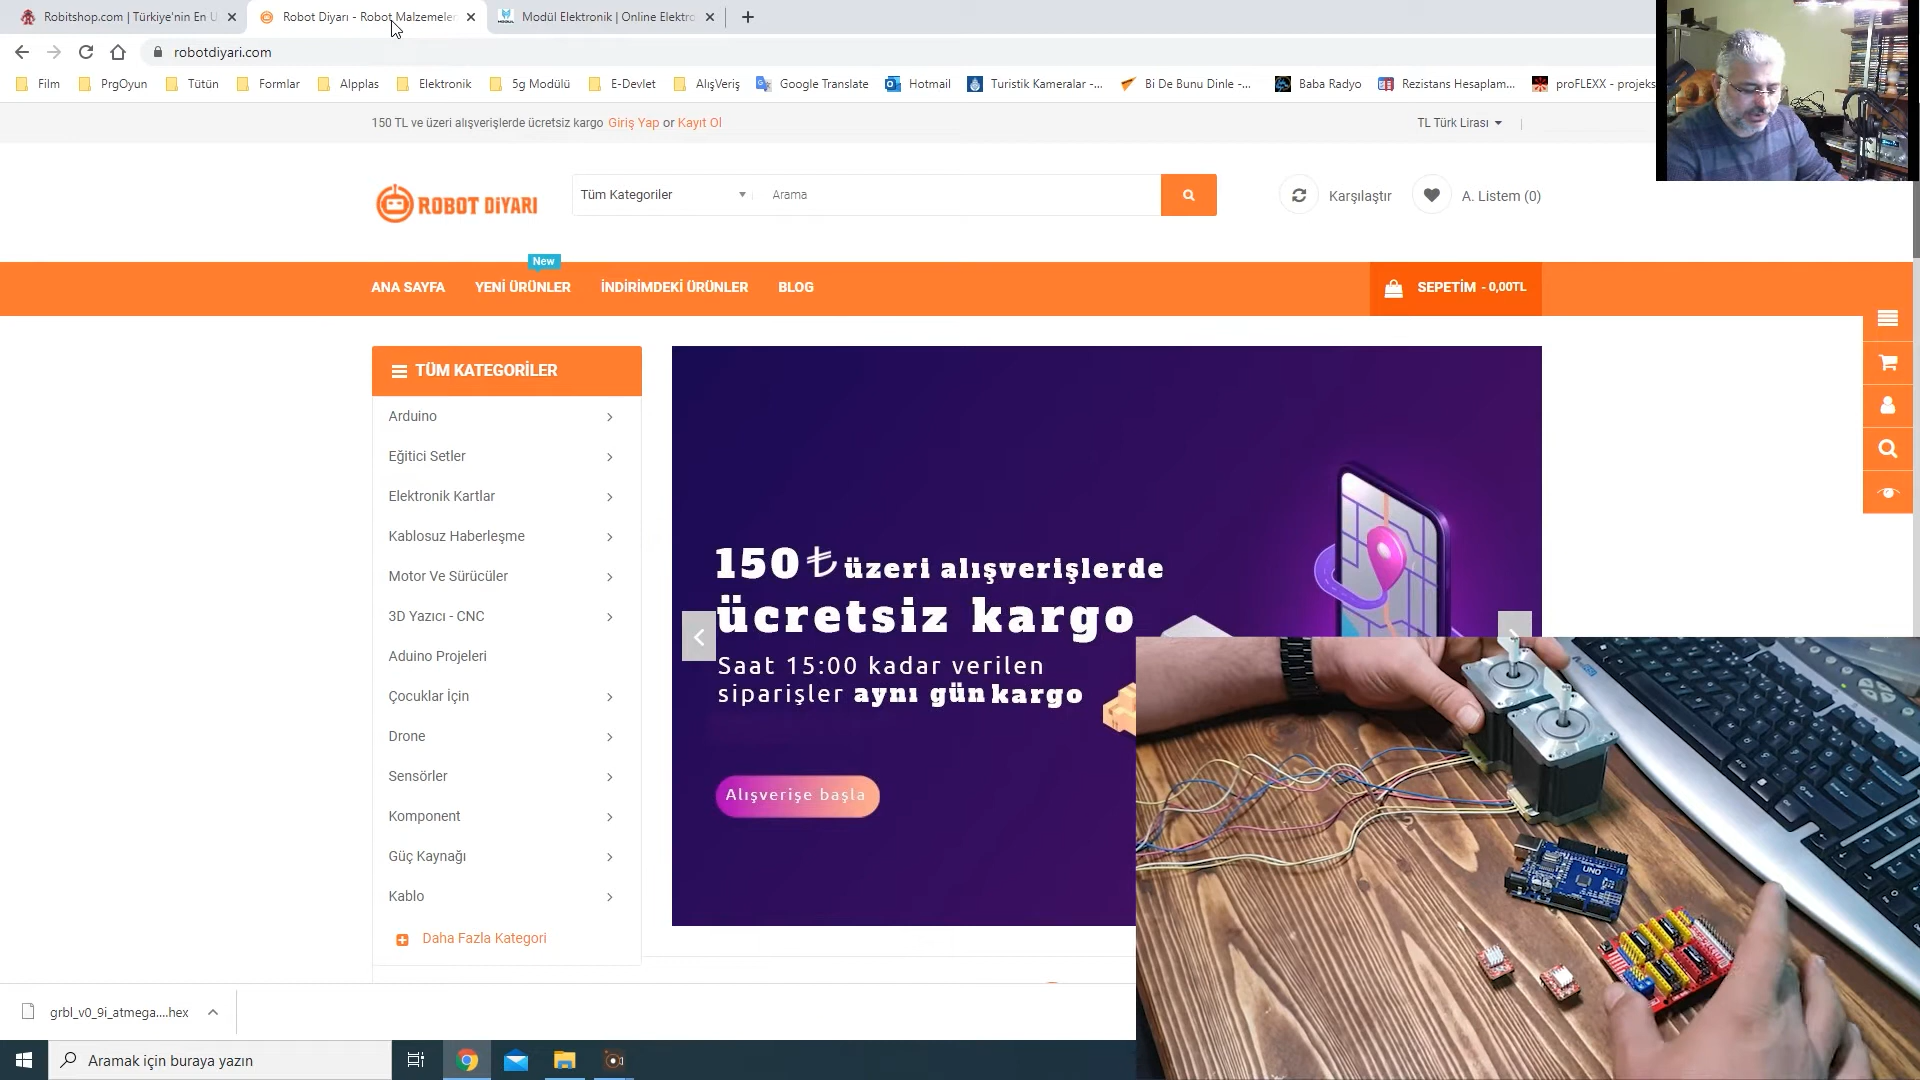 Robitshop.com | Türkiye'nin En U
Robot Diyarı - Robot Malzemeler
Modül Elektronik | Online Elektro
robotdiyari.com
Film
PrgOyun
Tütün
Formlar
Alpplas
Elektronik
5g Modülü
E-Devlet
AlışVeriş
Google Translate
Hotmail
Turistik Kameralar -...
Bi De Bunu Dinle -...
Baba Radyo
Rezistans Hesaplam...
proFLEXX - projeks
150 TL ve üzeri alışverişlerde ücretsiz kargo Giriş Yap or Kayıt Ol
TL Türk Lirası
ROBOT DİYARI
Tüm Kategoriler
Arama
Karşılaştır
A. Listem (0)
New
ANA SAYFA
YENİ ÜRÜNLER
İNDİRİMDEKİ ÜRÜNLER
BLOG
SEPETİM - 0,00TL
TÜM KATEGORİLER
Arduino
Eğitici Setler
Elektronik Kartlar
Kablosuz Haberleşme
Motor Ve Sürücüler
3D Yazıcı - CNC
Aduino Projeleri
Çocuklar İçin
Drone
Sensörler
Komponent
Güç Kaynağı
Kablo
Daha Fazla Kategori
150₺ üzeri alışverişlerde
ücretsiz kargo
Saat 15:00 kadar verilen
siparişler aynı gün kargo
Alışverişe başla
UNO
grbl_v0_9i_atmega....hex
Aramak için buraya yazın